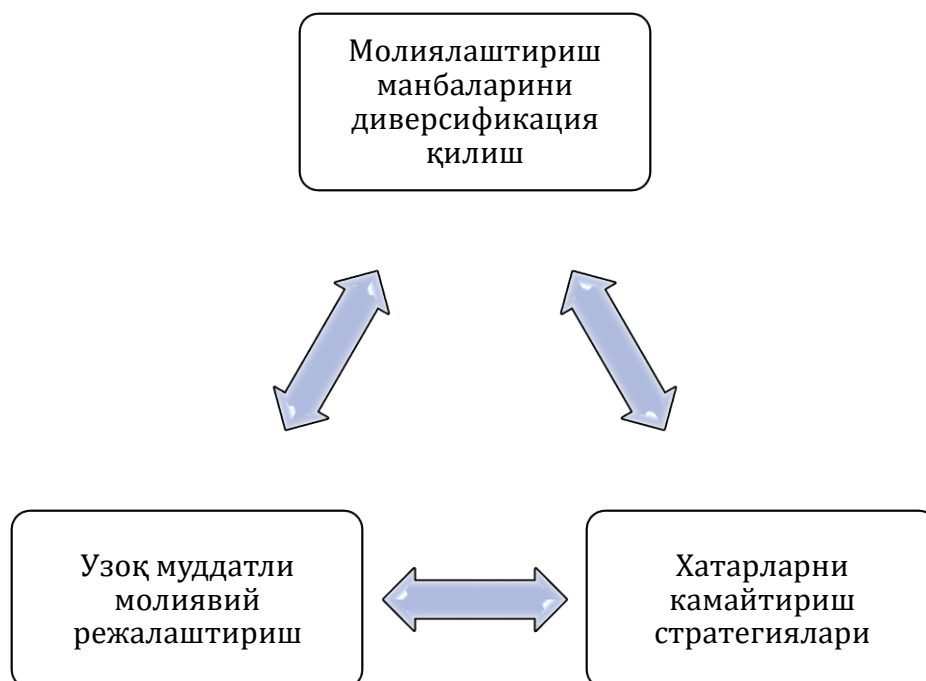 Молиялаштириш
манбаларини
диверсификация
қилиш
Узоқ муддатли
молиявий
режалаштириш
Хатарларни
камайтириш
стратегиялари